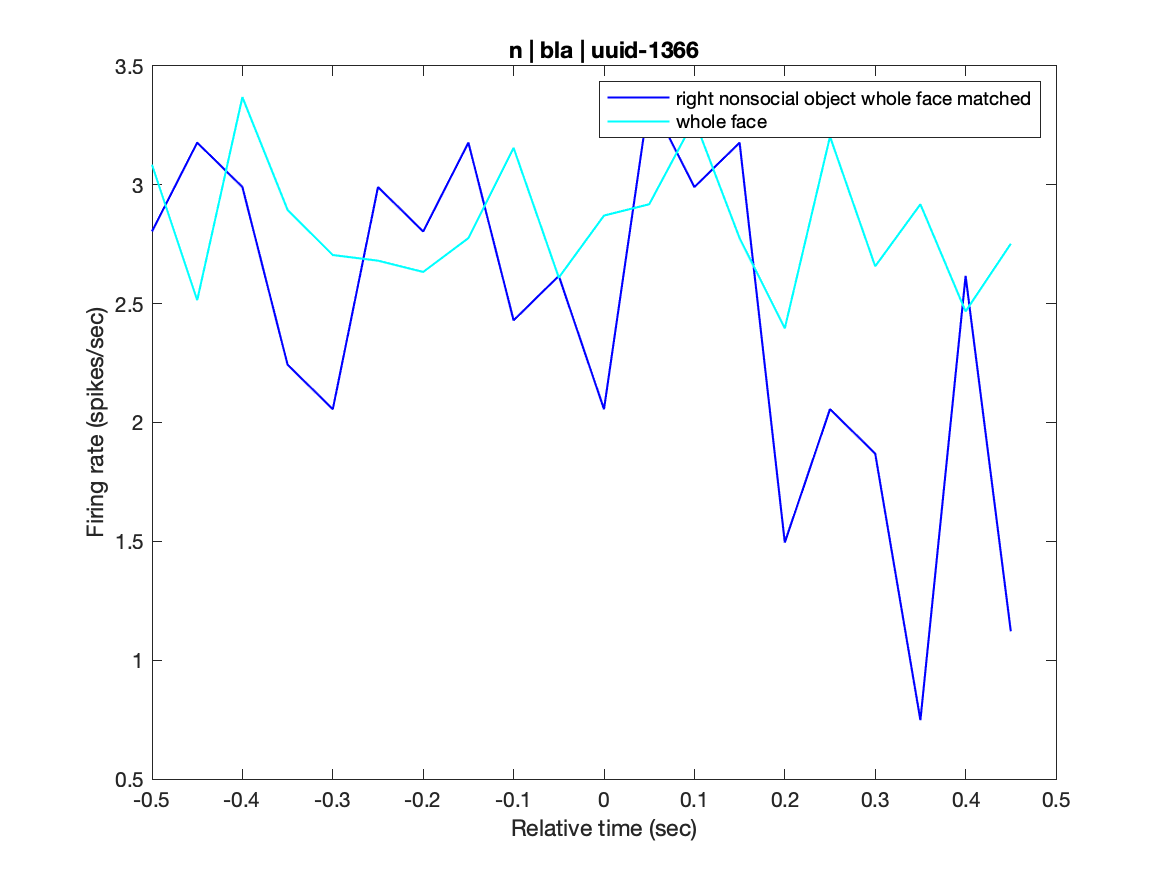 n | bla | uuid-1366
right nonsocial object whole face matched
whole face
3.5
3
2.5
2
1.5
1
0.5
Firing rate (spikes/sec)
-0.5 -0.4 -0.3 -0.2 -0.1 0 0.1 0.2 0.3 0.4 0.5
Relative time (sec)